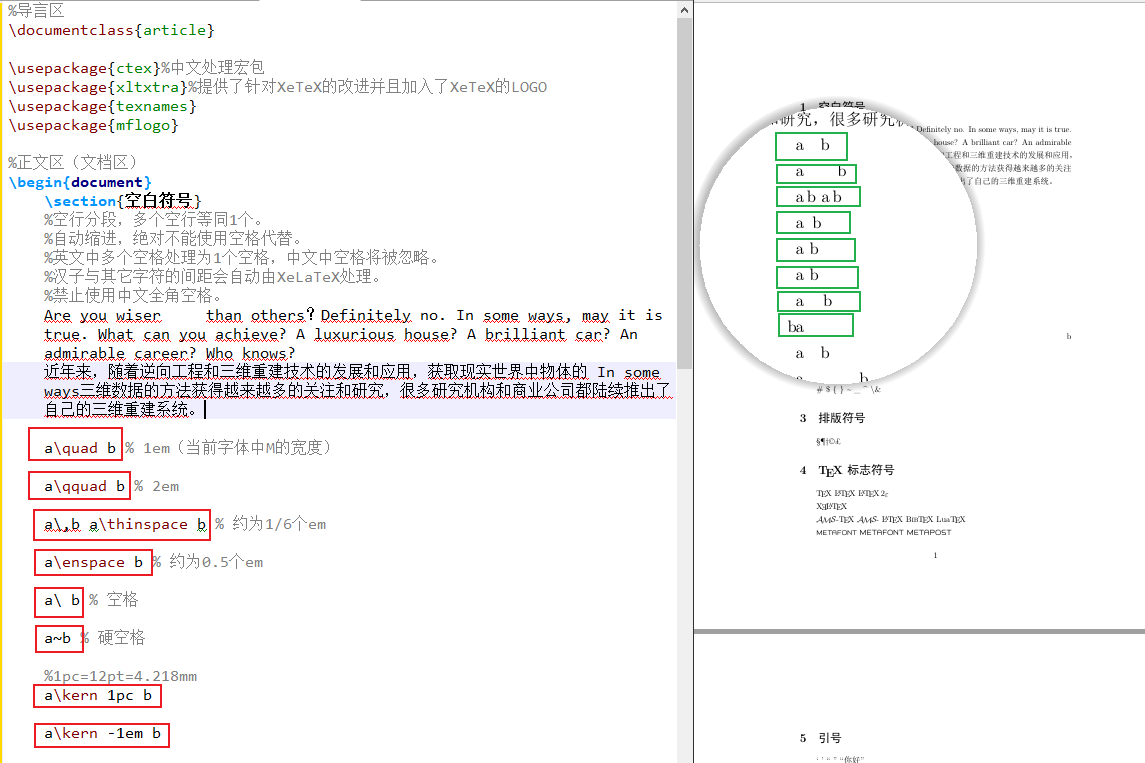 %导言区
\documentclass{article}
\usepackage{ctex}%中文处理宏包
\usepackage{xltxtra}%提供了针对XeTeX的改进并且加入了XeTeX的LOGO
\usepackage{texnames}
\usepackage{mflogo}
%正文区（文档区）
\begin{document}
\section{空白符号}
%空行分段，多个空行等同1个。
%自动缩进，绝对不能使用空格代替。
%英文中多个空格处理为1个空格，中文中空格将被忽略。
%汉子与其它字符的间距会自动由XeLaTeX处理。
%禁止使用中文全角空格。
Are you wiser     than others？Definitely no. In some ways, may it is
true. What can you achieve? A luxurious house? A brilliant car? An
admirable career? Who knows?
近年来，随着逆向工程和三维重建技术的发展和应用，获取现实世界中物体的 In some
ways三维数据的方法获得越来越多的关注和研究，很多研究机构和商业公司都陆续推出了
自己的三维重建系统。
a\quad b % 1em（当前字体中M的宽度）
a\qquad b % 2em
a\,b a\thinspace b % 约为1/6个em
a\enspace b % 约为0.5个em
a\ b % 空格
a~b % 硬空格
%1pc=12pt=4.218mm
a\kern 1pc b
a\kern -1em b
1 空白符号
研究，很多研究机
Definitely no. In some ways, may it is true.
house? A brilliant car? An admirable
工程和三维重建技术的发展和应用，
数据的方法获得越来越多的关注
出了自己的三维重建系统。
a b
a b
a b a b
a b
a b
a b
a b
ba
a b
a b
b
# $ { } ~ _ ^ \&
3 排版符号
§¶†©£
4 TEX 标志符号
TEX LATEX LATEX 2ε
XƎLATEX
AMS-TEX AMS-LATEX BIBTEX LuaTEX
METAFONT METAFONT METAPOST
1
5 引号
‘ ’ “ ” “你好”